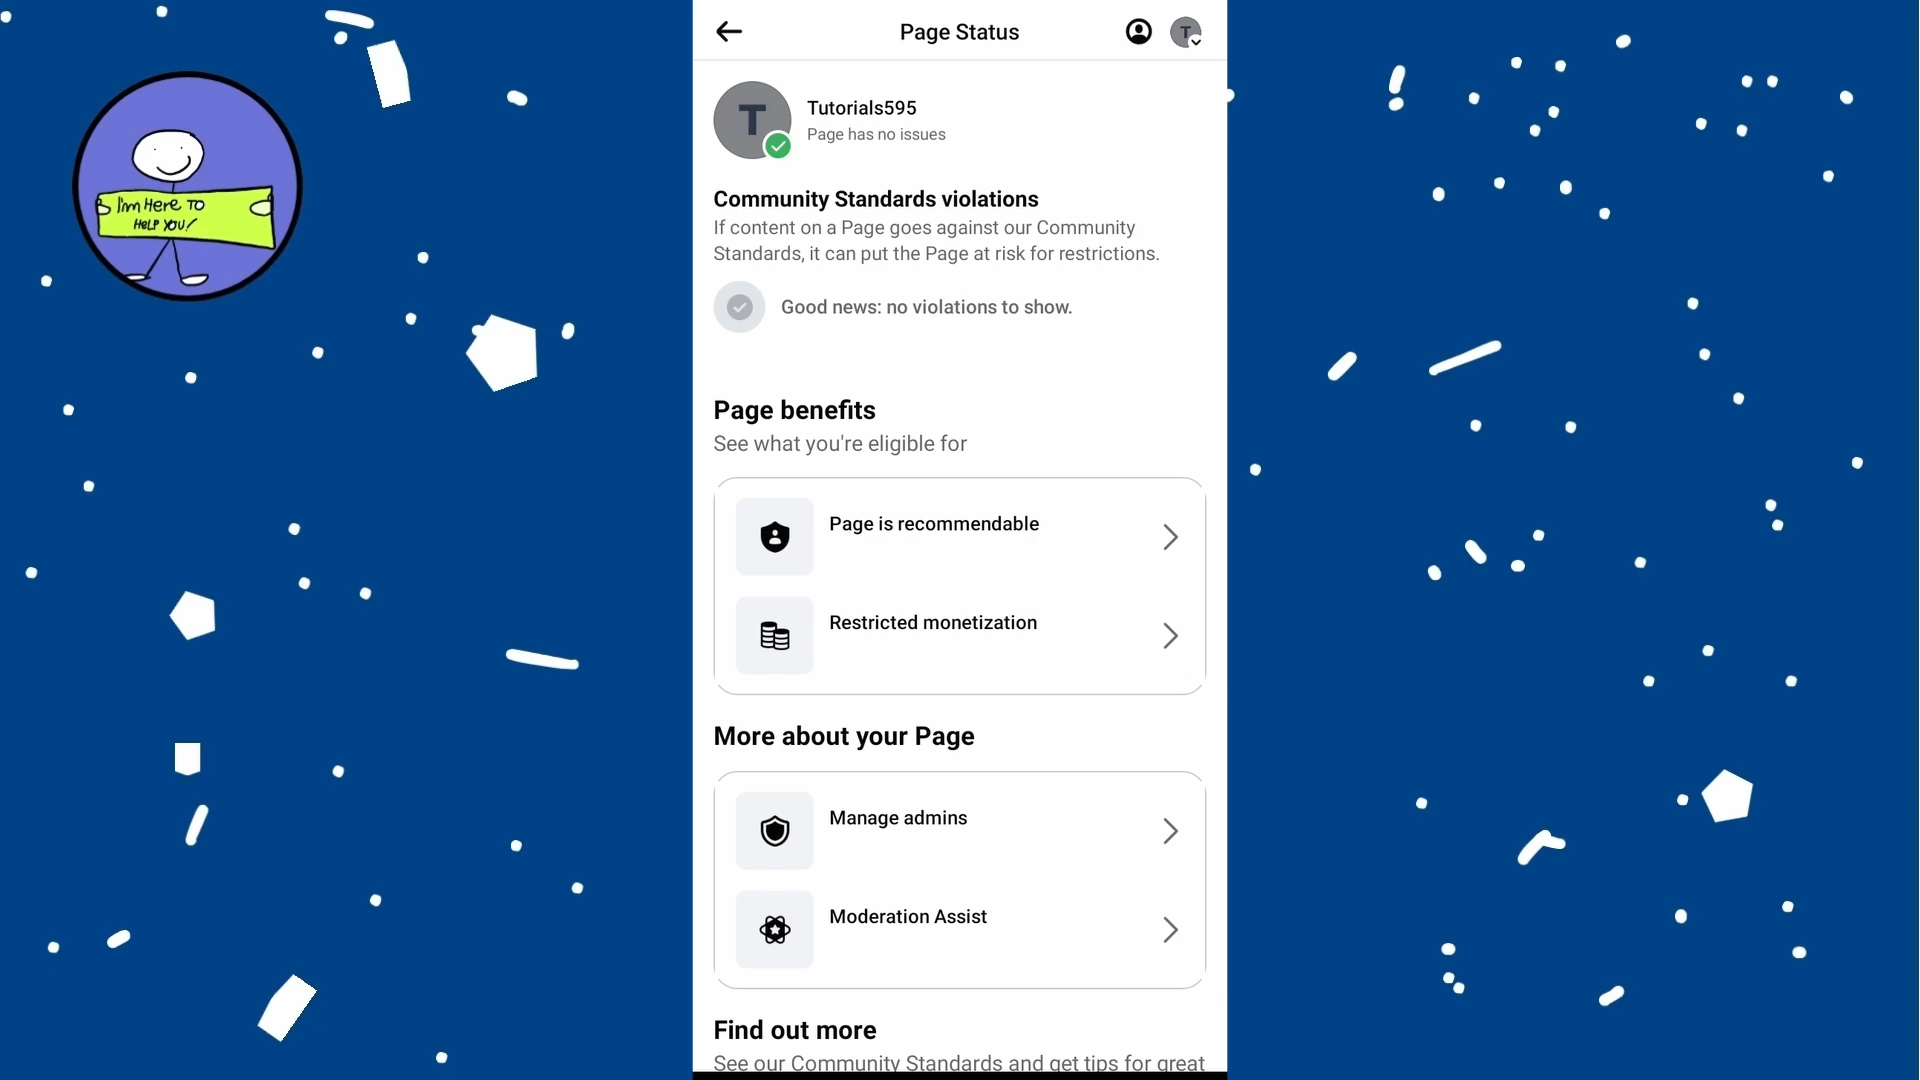 I'm Here To
HeLP YOU!
Page Status
T
T
Tutorials595
Page has no issues
Community Standards violations
If content on a Page goes against our Community
Standards, it can put the Page at risk for restrictions.
Good news: no violations to show.
Page benefits
See what you're eligible for
Page is recommendable
Restricted monetization
More about your Page
Manage admins
Moderation Assist
Find out more
See our Community Standards and get tips for great